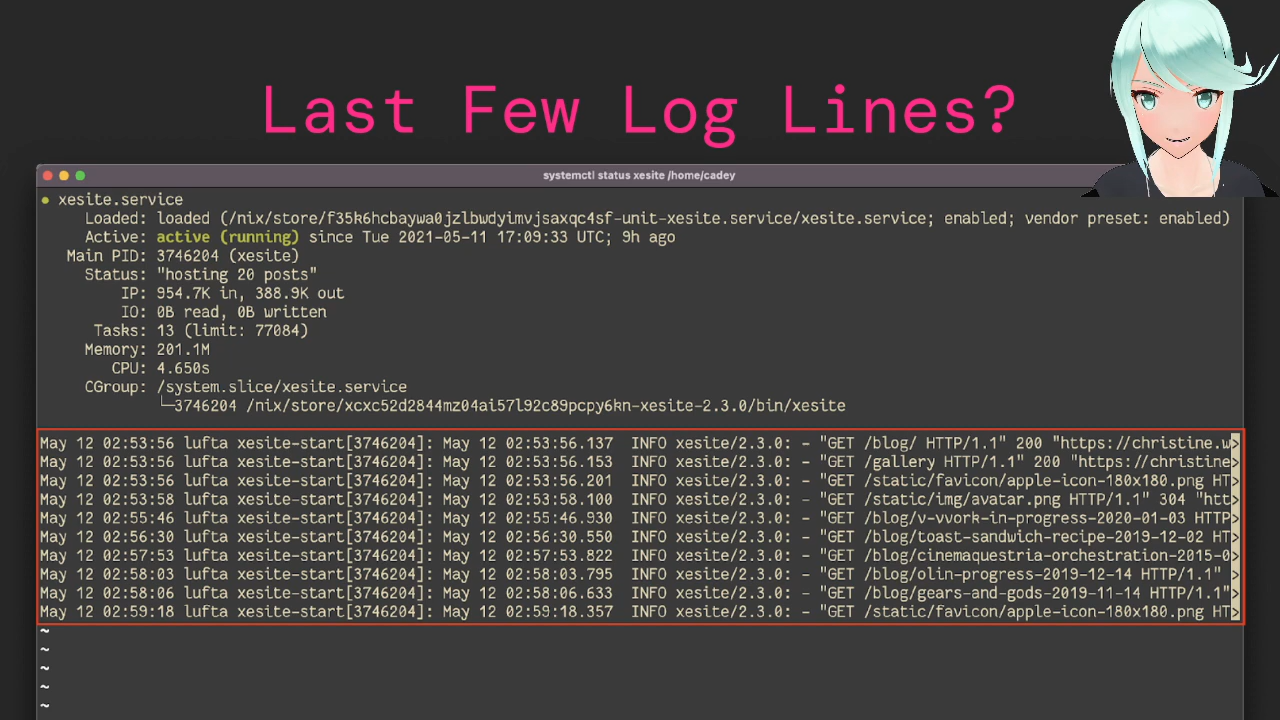 Last Few Log Lines?
systemctl status xesite /home/cadey
● xesite.service
Loaded: loaded (/nix/store/f35k6hcbaywa0jzlbwdyimvjsaxqc4sf-unit-xesite.service/xesite.service; enabled; vendor preset: enabled)
Active: active (running) since Tue 2021-05-11 17:09:33 UTC; 9h ago
Main PID: 3746204 (xesite)
Status: "hosting 20 posts"
IP: 954.7K in, 388.9K out
IO: 0B read, 0B written
Tasks: 13 (limit: 77084)
Memory: 201.1M
CPU: 4.650s
CGroup: /system.slice/xesite.service
└─3746204 /nix/store/xcxc52d2844mz04ai57l92c89pcpy6kn-xesite-2.3.0/bin/xesite
May 12 02:53:56 lufta xesite-start[3746204]: May 12 02:53:56.137  INFO xesite/2.3.0: - "GET /blog/ HTTP/1.1" 200 "https://christine.w>
May 12 02:53:56 lufta xesite-start[3746204]: May 12 02:53:56.153  INFO xesite/2.3.0: - "GET /gallery HTTP/1.1" 200 "https://christine>
May 12 02:53:56 lufta xesite-start[3746204]: May 12 02:53:56.201  INFO xesite/2.3.0: - "GET /static/favicon/apple-icon-180x180.png HT>
May 12 02:53:58 lufta xesite-start[3746204]: May 12 02:53:58.100  INFO xesite/2.3.0: - "GET /static/img/avatar.png HTTP/1.1" 304 "htt>
May 12 02:55:46 lufta xesite-start[3746204]: May 12 02:55:46.930  INFO xesite/2.3.0: - "GET /blog/v-vvork-in-progress-2020-01-03 HTTP>
May 12 02:56:30 lufta xesite-start[3746204]: May 12 02:56:30.550  INFO xesite/2.3.0: - "GET /blog/toast-sandwich-recipe-2019-12-02 HT>
May 12 02:57:53 lufta xesite-start[3746204]: May 12 02:57:53.822  INFO xesite/2.3.0: - "GET /blog/cinemaquestria-orchestration-2015-0>
May 12 02:58:03 lufta xesite-start[3746204]: May 12 02:58:03.795  INFO xesite/2.3.0: - "GET /blog/olin-progress-2019-12-14 HTTP/1.1" >
May 12 02:58:06 lufta xesite-start[3746204]: May 12 02:58:06.633  INFO xesite/2.3.0: - "GET /blog/gears-and-gods-2019-11-14 HTTP/1.1">
May 12 02:59:18 lufta xesite-start[3746204]: May 12 02:59:18.357  INFO xesite/2.3.0: - "GET /static/favicon/apple-icon-180x180.png HT>
~
~
~
~
~